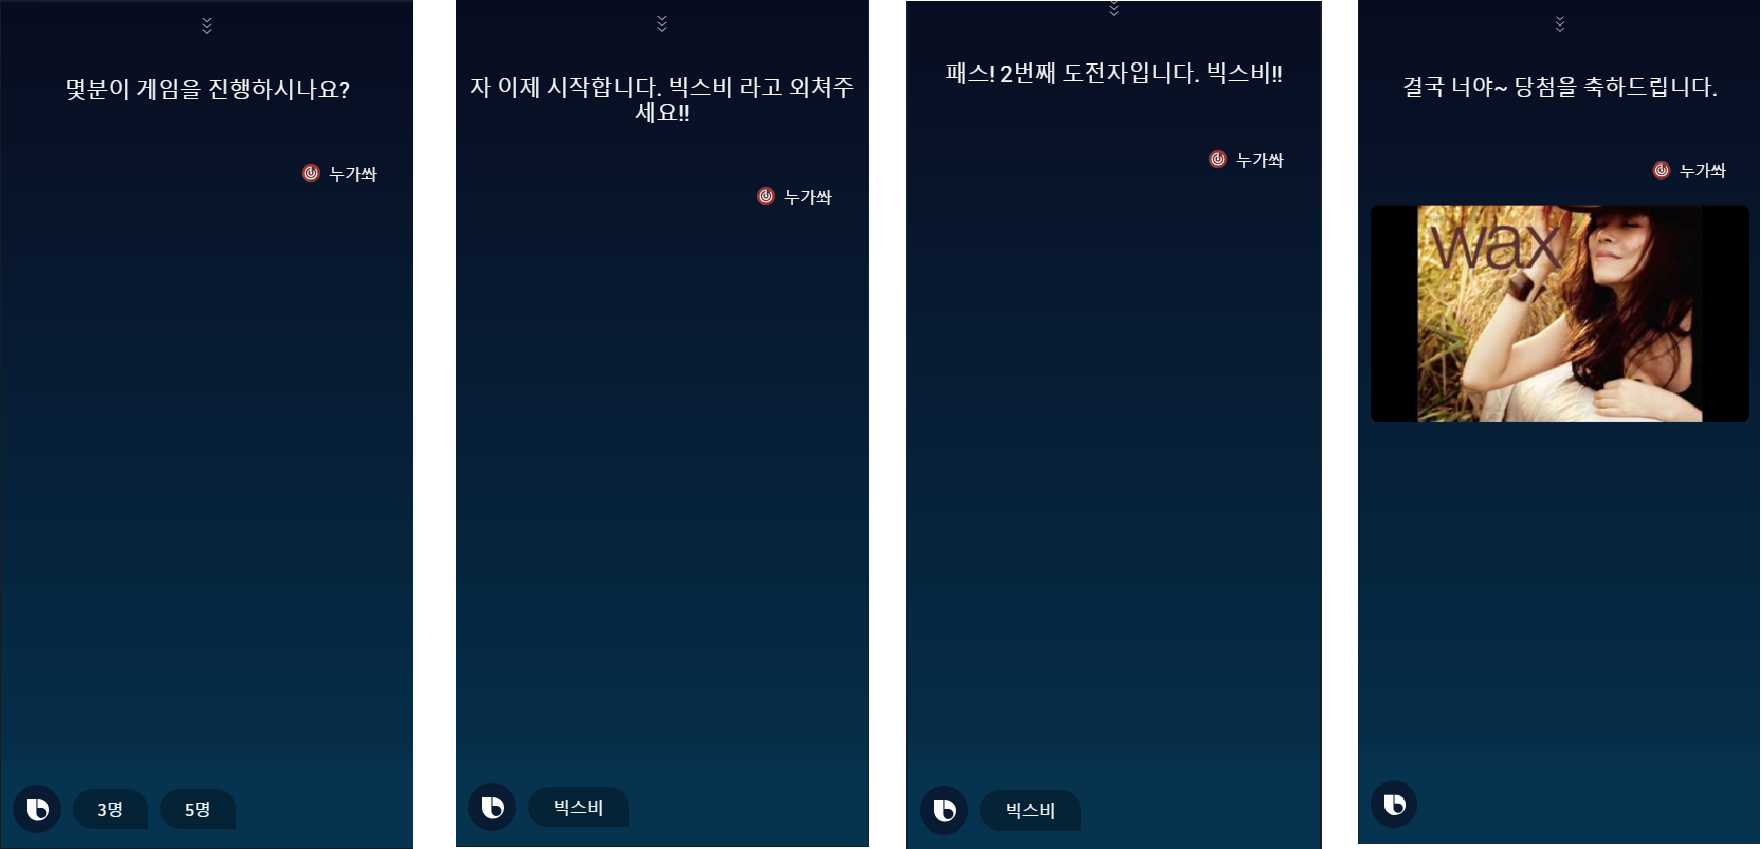 몇분이 게임을 진행하시나요?
누가쏴
3명
5명
자 이제 시작합니다. 빅스비 라고 외쳐주
세요!!
누가쏴
빅스비
패스! 2번째 도전자입니다. 빅스비!!
누가쏴
빅스비
결국 너야~ 당첨을 축하드립니다.
누가쏴
wax